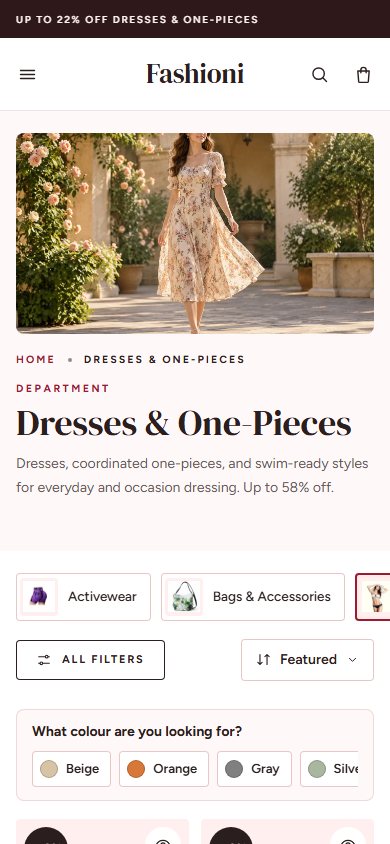 UP TO 22% OFF DRESSES & ONE-PIECES
Fashioni
HOME • DRESSES & ONE-PIECES
DEPARTMENT
Dresses & One-Pieces
Dresses, coordinated one-pieces, and swim-ready styles
for everyday and occasion dressing. Up to 58% off.
Activewear
Bags & Accessories
ALL FILTERS
Featured
What colour are you looking for?
Beige
Orange
Gray